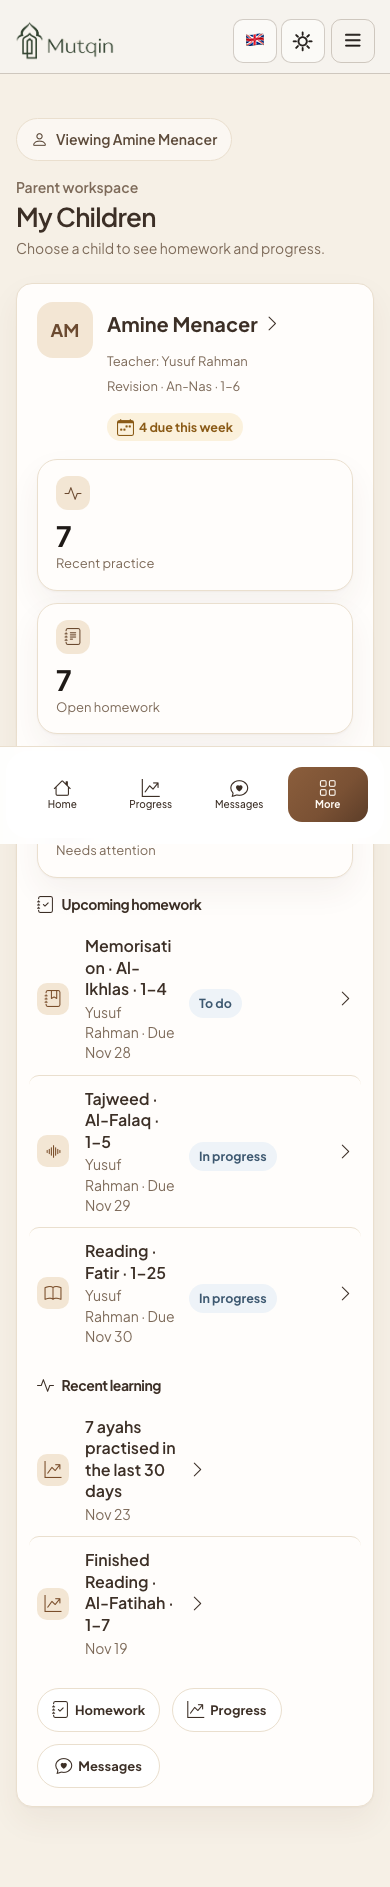 Mutqin
Viewing Amine Menacer
Parent workspace
My Children
Choose a child to see homework and progress.
AM
Amine Menacer
Teacher: Yusuf Rahman
Revision · An-Nas · 1–6
4 due this week
7
Recent practice
7
Open homework
Home
Progress
Messages
More
Needs attention
Upcoming homework
Memorisati
on · Al-
Ikhlas · 1–4
Yusuf
Rahman · Due
Nov 28
To do
Tajweed ·
Al-Falaq ·
1–5
Yusuf
Rahman · Due
Nov 29
In progress
Reading ·
Fatir · 1–25
Yusuf
Rahman · Due
Nov 30
In progress
Recent learning
7 ayahs
practised in
the last 30
days
Nov 23
Finished
Reading ·
Al-Fatihah ·
1–7
Nov 19
Homework
Progress
Messages